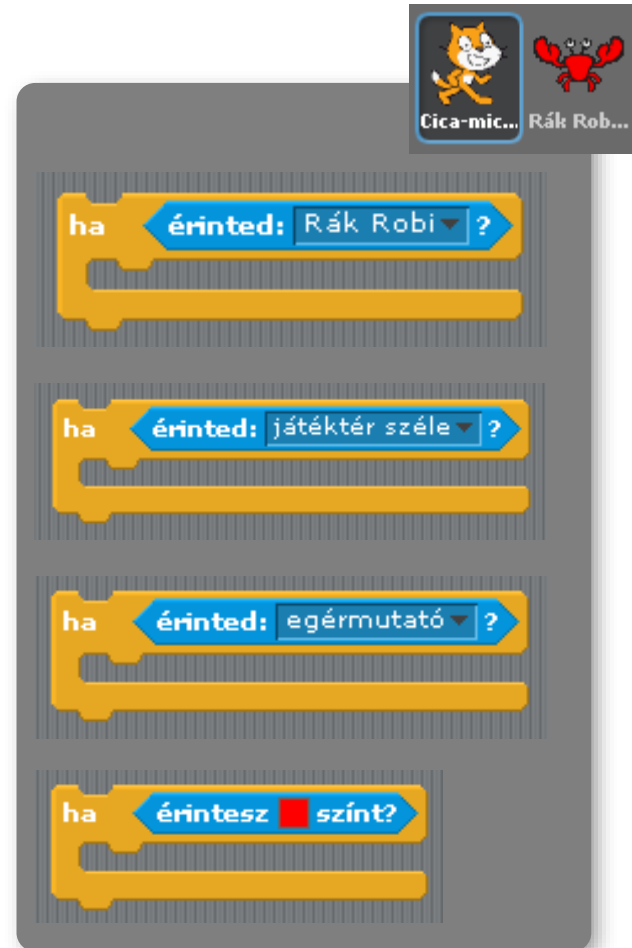 Cica-mic... Rák Rob...
ha érinted: Rák Robi ?
ha érinted: játéktér széle ?
ha érinted: egérmutató ?
ha érintesz színt?